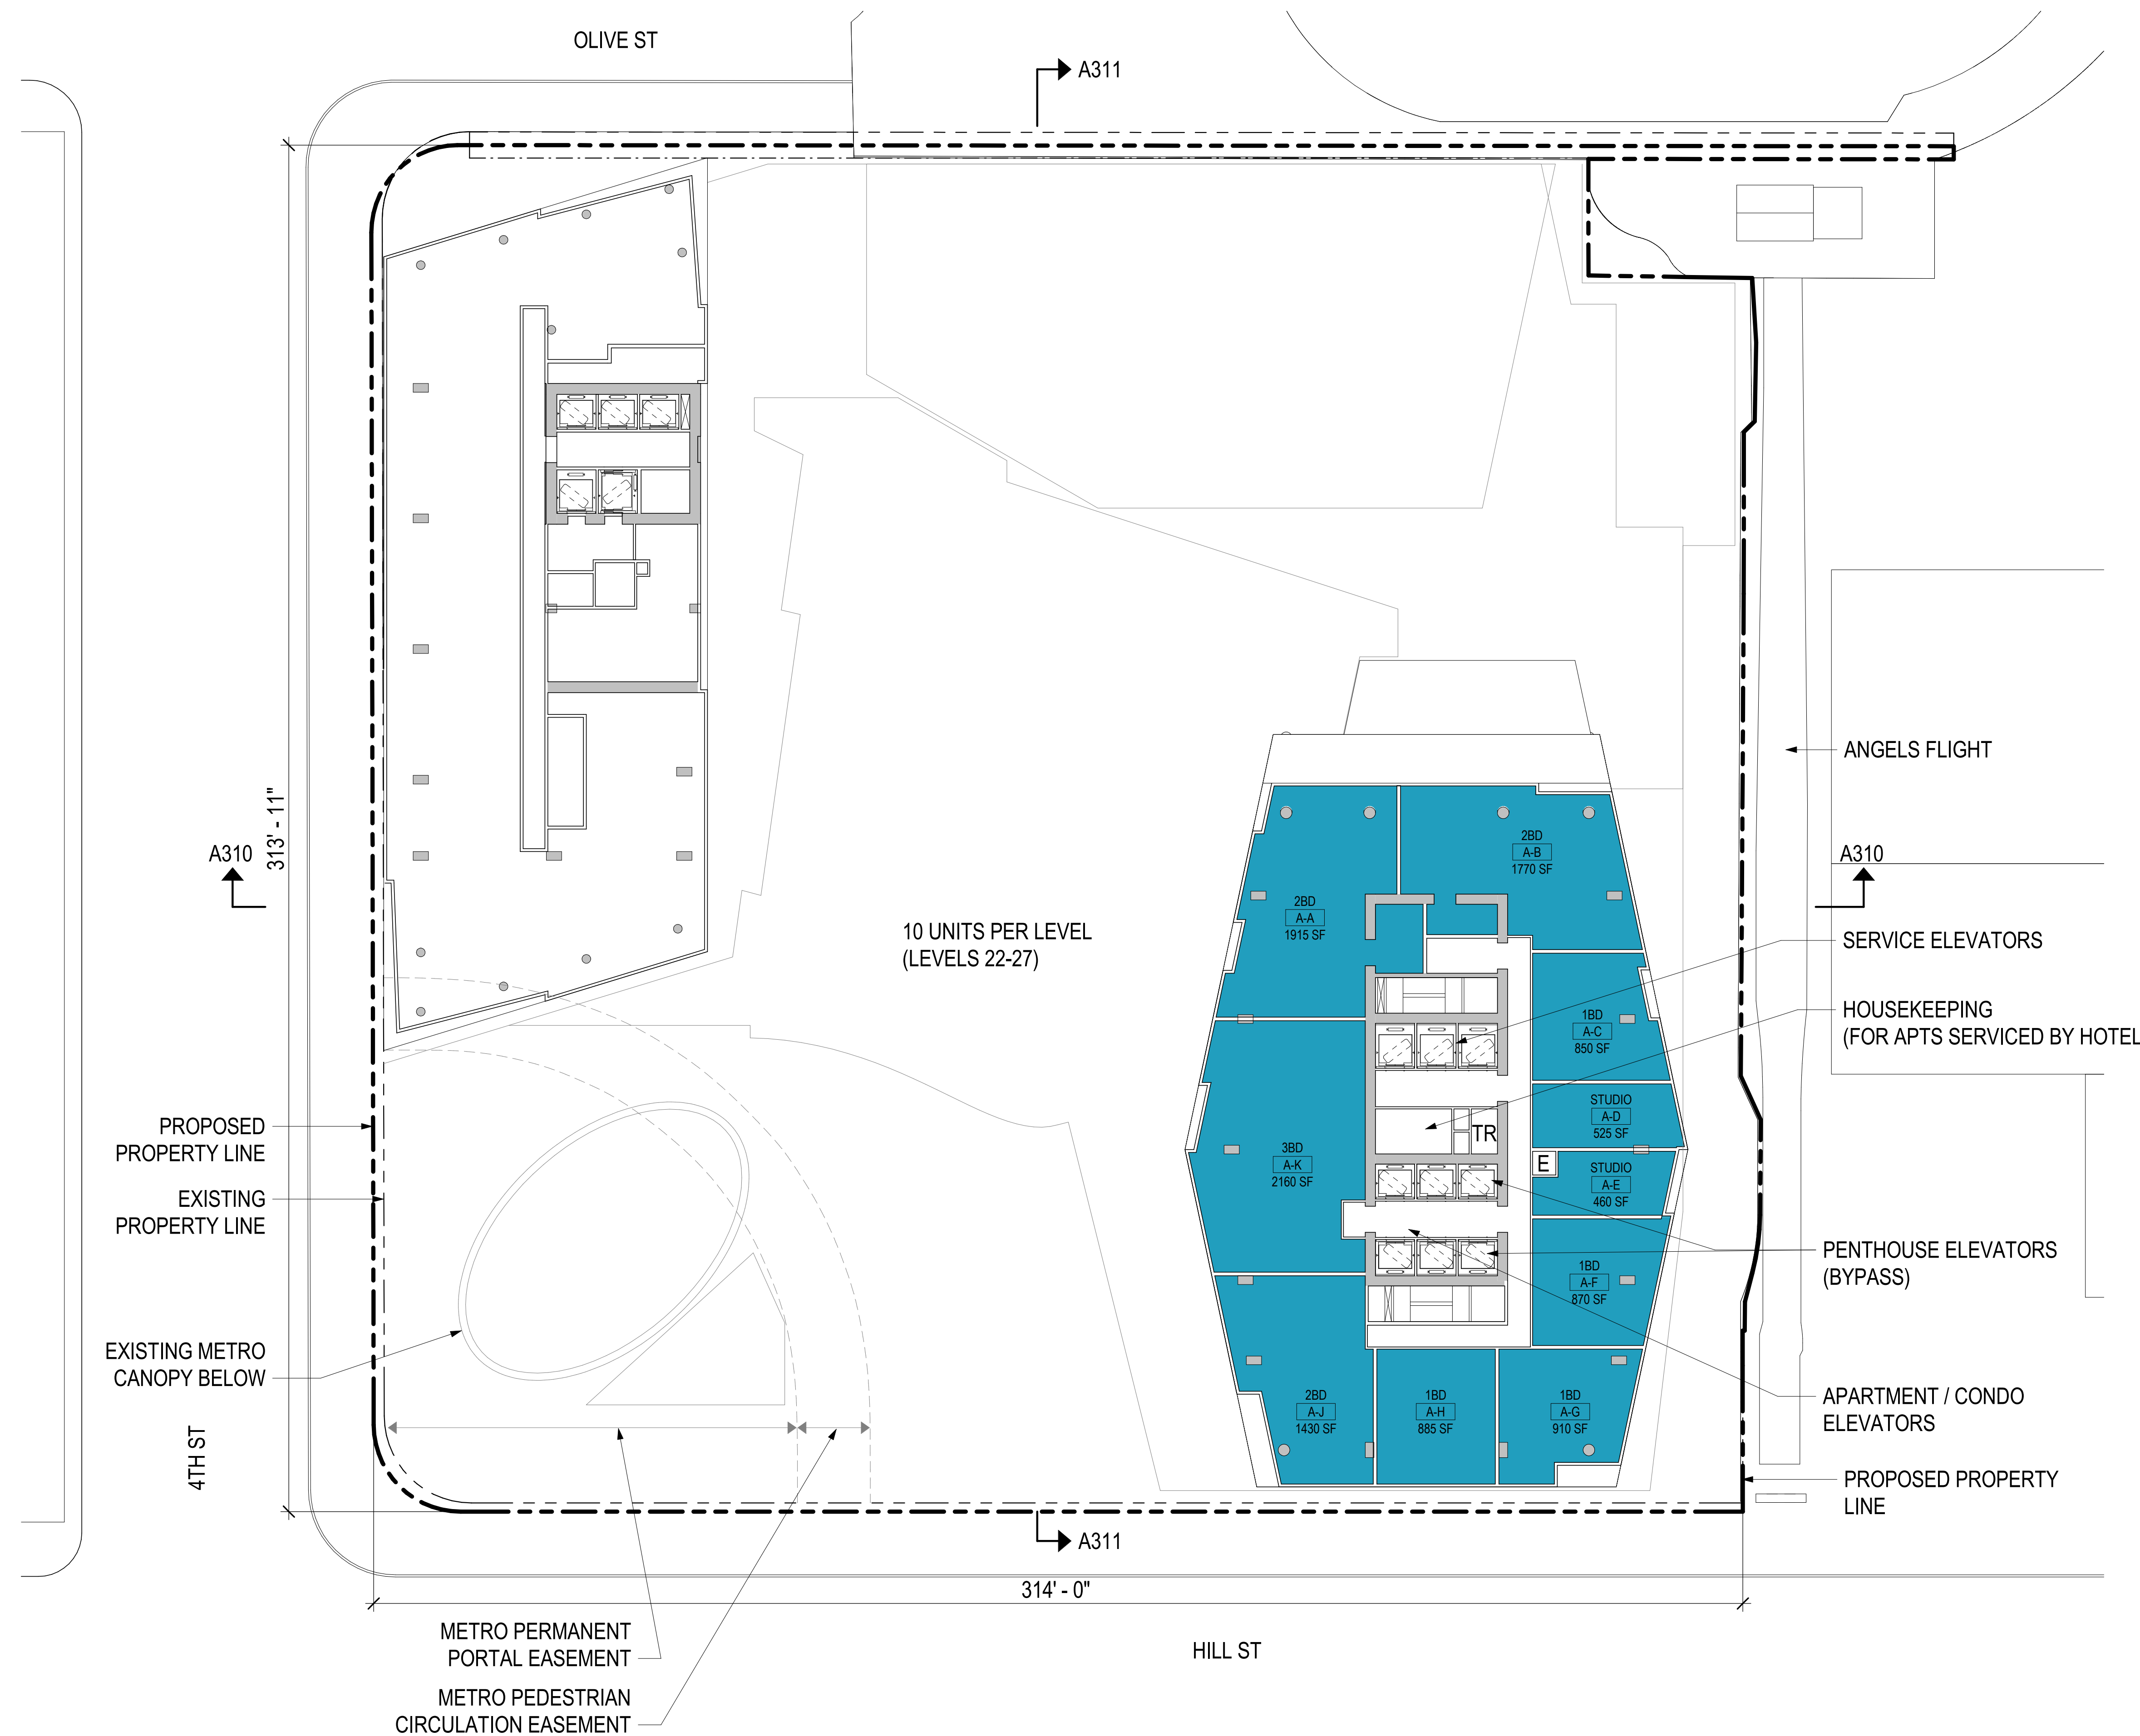 OLIVE ST
A311
313' - 11"
A310
ANGELS FLIGHT
A310
2BD
A-B
1770 SF
2BD
A-A
1915 SF
10 UNITS PER LEVEL
(LEVELS 22-27)
SERVICE ELEVATORS
HOUSEKEEPING
(FOR APTS SERVICED BY HOTEL
1BD
A-C
850 SF
STUDIO
A-D
525 SF
TR
E
3BD
A-K
2160 SF
STUDIO
A-E
460 SF
PROPOSED
PROPERTY LINE
EXISTING
PROPERTY LINE
PENTHOUSE ELEVATORS
(BYPASS)
1BD
A-F
870 SF
EXISTING METRO
CANOPY BELOW
2BD
A-J
1430 SF
1BD
A-H
885 SF
1BD
A-G
910 SF
APARTMENT / CONDO
ELEVATORS
4TH ST
PROPOSED PROPERTY
LINE
A311
314' - 0"
METRO PERMANENT
PORTAL EASEMENT
HILL ST
METRO PEDESTRIAN
CIRCULATION EASEMENT